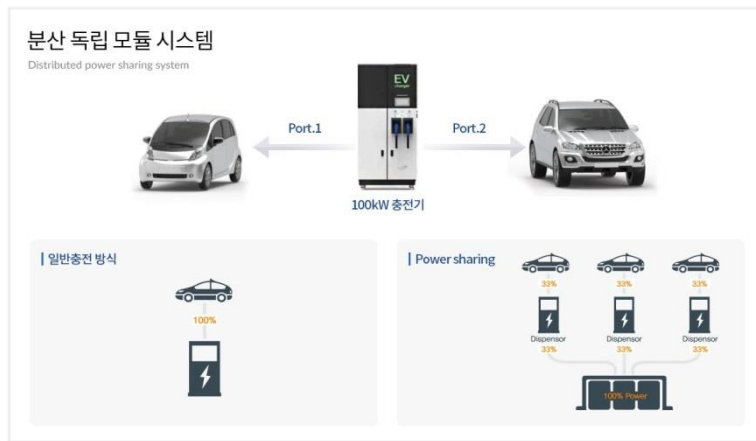 분산 독립 모듈 시스템
Distributed power sharing system
EV
charger
Port.1
Port.2
100kW 충전기
일반충전 방식
100%
Power sharing
33% 33% 33%
Dispensor Dispensor Dispensor
33% 33% 33%
100% Power